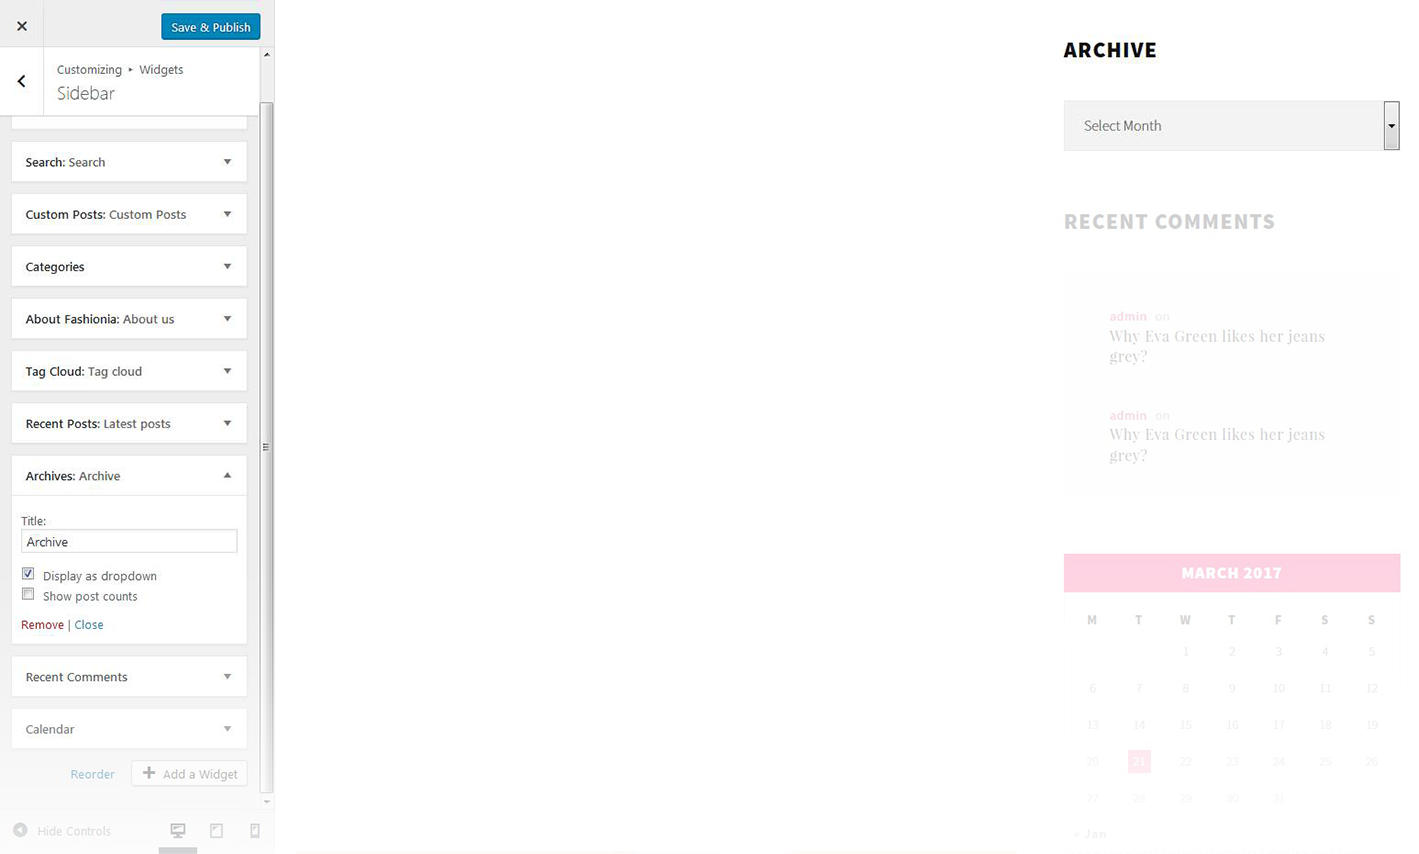 Save & Publish
Customizing ▸ Widgets
Sidebar
Search: Search
Custom Posts: Custom Posts
Categories
About Fashionia: About us
Tag Cloud: Tag cloud
Recent Posts: Latest posts
Archives: Archive
Title:
Archive
Display as dropdown
Show post counts
Remove | Close
Recent Comments
Calendar
Reorder
Add a Widget
Hide Controls
ARCHIVE
Select Month
RECENT COMMENTS
admin on
Why Eva Green likes her jeans
grey?
admin on
Why Eva Green likes her jeans
grey?
MARCH 2017
M T W T F S S
1 2 3 4 5
6 7 8 9 10 11 12
13 14 15 16 17 18 19
20 21 22 23 24 25 26
27 28 29 30 31
« Jan